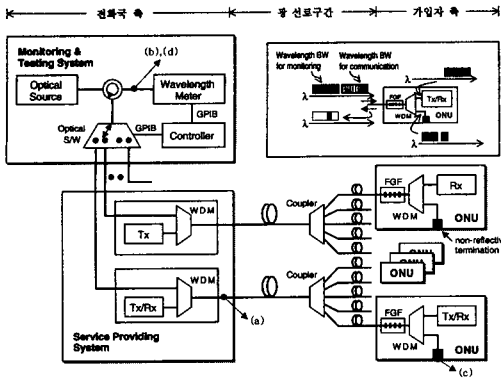 전화국 측
광 선로구간
가입자 측
Monitoring &
Testing System
(b),(d)
Optical
Source
Wavelength
Meter
GPIB
Optical
S/W
GPIB
Controller
Wavelength BW
for monitoring
Wavelength BW
for communication
λ
λ
λ
λ
FGF
Tx/Rx
WDM
ONU
WDM
Tx
Coupler
FGF
Rx
WDM
ONU
non-reflective
termination
ONU
ONU
WDM
Tx/Rx
Coupler
(a)
Service Providing
System
FGF
Tx/Rx
WDM
ONU
(c)